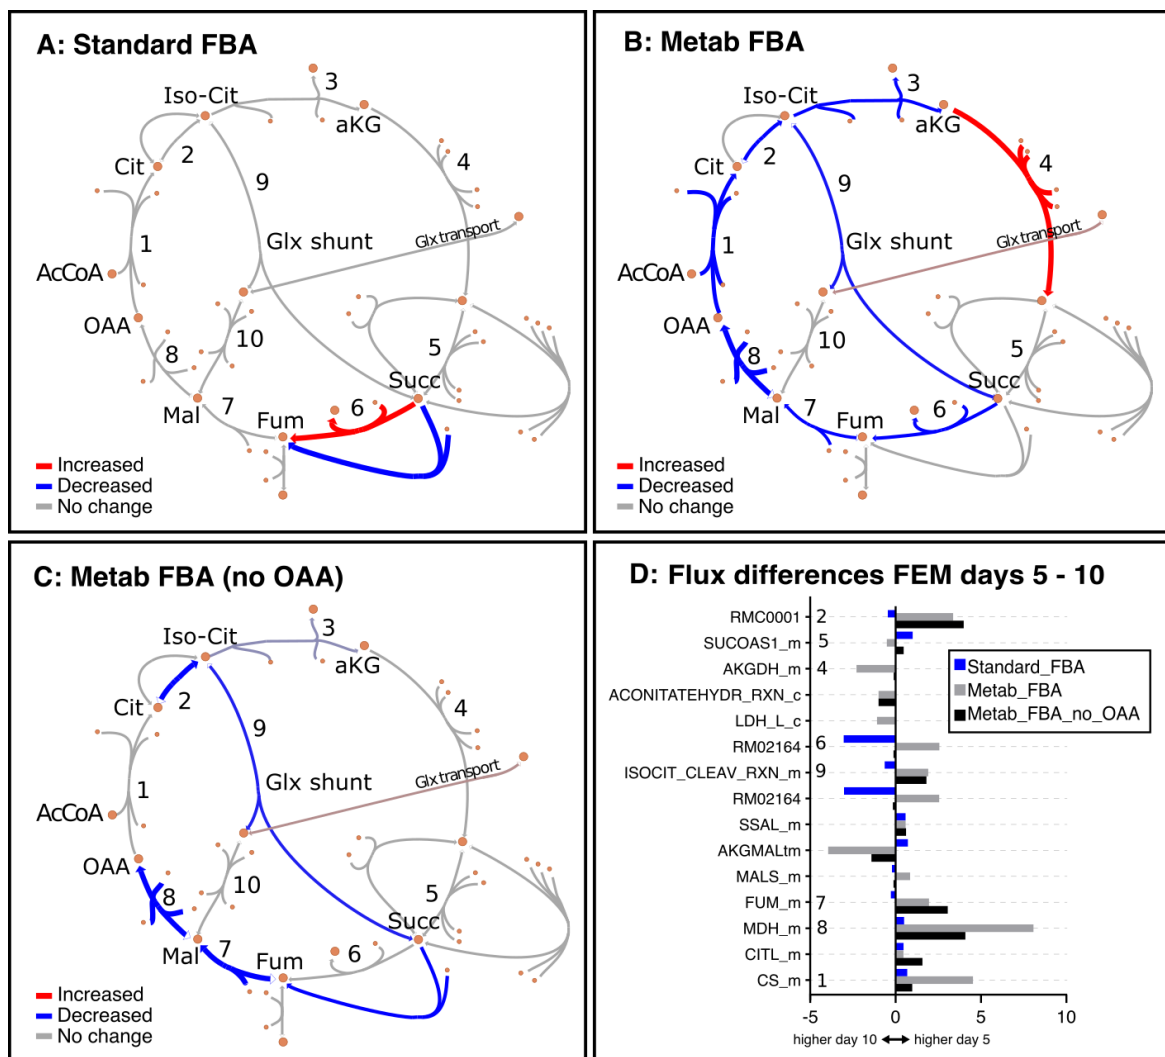 A: Standard FBA
Iso-Cit
3
aKG
Cit
2
4
9
1
Glx shunt
Glx transport
AcCoA
OAA
10
8
5
Succ
Mal
7
Fum
6
Increased
Decreased
No change
B: Metab FBA
Iso-Cit
3
aKG
Cit
2
4
9
1
Glx shunt
Glx transport
AcCoA
OAA
10
8
5
Succ
Mal
7
Fum
6
Increased
Decreased
No change
C: Metab FBA (no OAA)
Iso-Cit
3
aKG
Cit
2
4
9
1
Glx shunt
Glx transport
AcCoA
OAA
10
8
5
Succ
Mal
7
Fum
6
Increased
Decreased
No change
D: Flux differences FEM days 5 - 10
RMC0001 2
SUCOAS1_m 5
AKGDH_m 4
ACONITATEHYDR_RXN_c
LDH_L_c
RM02164 6
ISOCIT_CLEAV_RXN_m 9
RM02164
SSAL_m
AKGMALtm
MALS_m
FUM_m 7
MDH_m 8
CITL_m
CS_m 1
Standard_FBA
Metab_FBA
Metab_FBA_no_OAA
-5 0 5 10
higher day 10 higher day 5